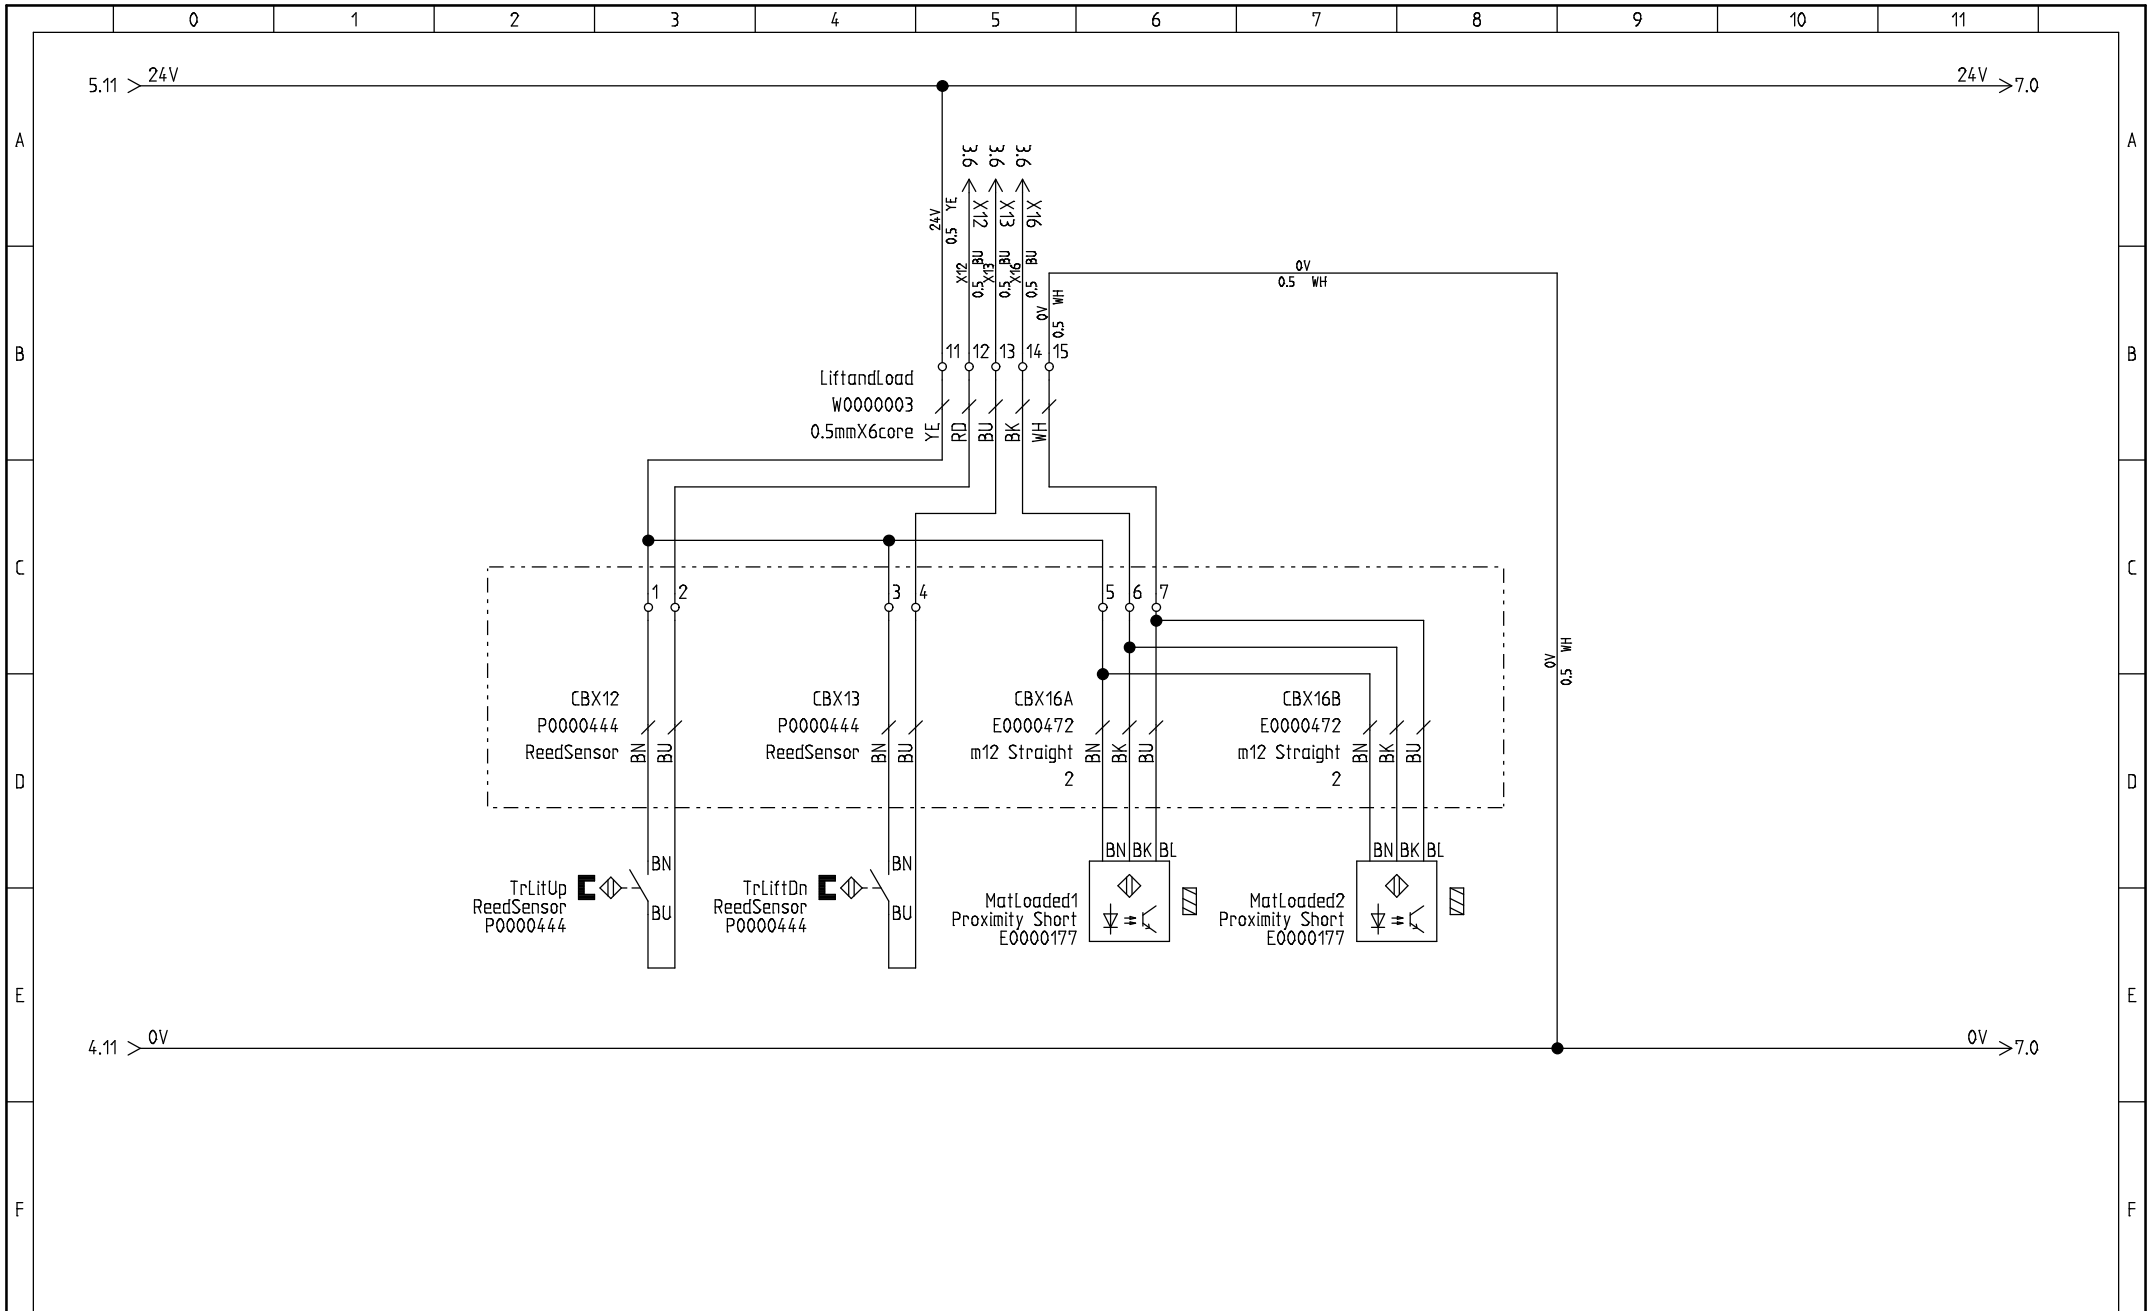 0 1 2 3 4 5 6 7 8 9 10 11
5.11 24V 24V 7.0
A A
3.6 3.6 3.6
24V 0.5 YE X12 X13 X16
X12 0.5 BU X13 0.5 BU X16 0.5 BU
0V 0.5 WH
0V
0.5 WH
11 12 13 14 15
B B
LiftandLoad
W0000003
0.5mmX6core YE RD BU BK WH
C C
1 2 3 4 5 6 7
0V 0.5 WH
CBX12 CBX13 CBX16A CBX16B
P0000444 P0000444 E0000472 E0000472
ReedSensor BN BU ReedSensor BN BU m12 Straight BN BK BU m12 Straight BN BK BU
2 2
D D
BN BN BN BK BL BN BK BL
TrLitUp TrLiftDn
ReedSensor ReedSensor MatLoaded1 MatLoaded2
P0000444 BU P0000444 BU Proximity Short Proximity Short
E0000177 E0000177
E E
4.11 0V 0V 7.0
F F